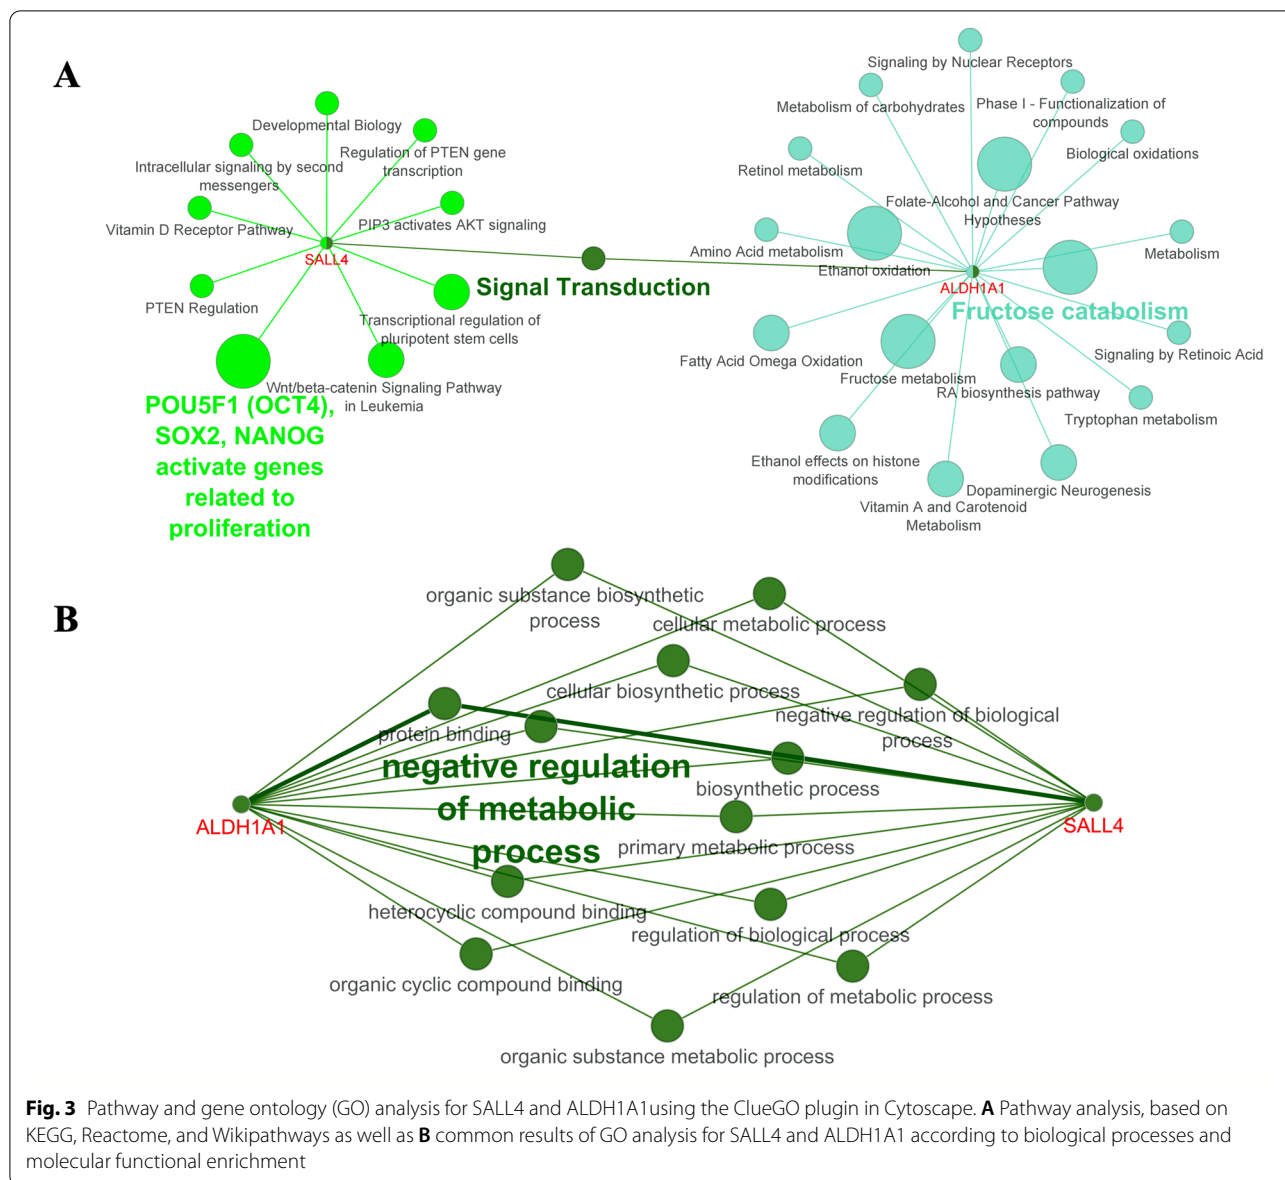 A
Developmental Biology
Intracellular signaling by second
messengers
Regulation of PTEN gene
transcription
Vitamin D Receptor Pathway
PIP3 activates AKT signaling
SALL4
PTEN Regulation
Transcriptional regulation of
pluripotent stem cells
Wnt/beta-catenin Signaling Pathway
in Leukemia
POU5F1 (OCT4),
SOX2, NANOG
activate genes
related to
proliferation
Signal Transduction
Signaling by Nuclear Receptors
Metabolism of carbohydrates
Phase I - Functionalization of
compounds
Biological oxidations
Retinol metabolism
Folate-Alcohol and Cancer Pathway
Hypotheses
Amino Acid metabolism
Ethanol oxidation
Metabolism
ALDH1A1
Fructose catabolism
Fatty Acid Omega Oxidation
Fructose metabolism
Signaling by Retinoic Acid
RA biosynthesis pathway
Tryptophan metabolism
Ethanol effects on histone
modifications
Vitamin A and Carotenoid
Metabolism
Dopaminergic Neurogenesis
B
organic substance biosynthetic
process
cellular metabolic process
cellular biosynthetic process
negative regulation of biological
process
protein binding
negative regulation
of metabolic
process
biosynthetic process
ALDH1A1
SALL4
primary metabolic process
heterocyclic compound binding
regulation of biological process
organic cyclic compound binding
regulation of metabolic process
organic substance metabolic process
Fig. 3 Pathway and gene ontology (GO) analysis for SALL4 and ALDH1A1using the ClueGO plugin in Cytoscape. A Pathway analysis, based on
KEGG, Reactome, and Wikipathways as well as B common results of GO analysis for SALL4 and ALDH1A1 according to biological processes and
molecular functional enrichment